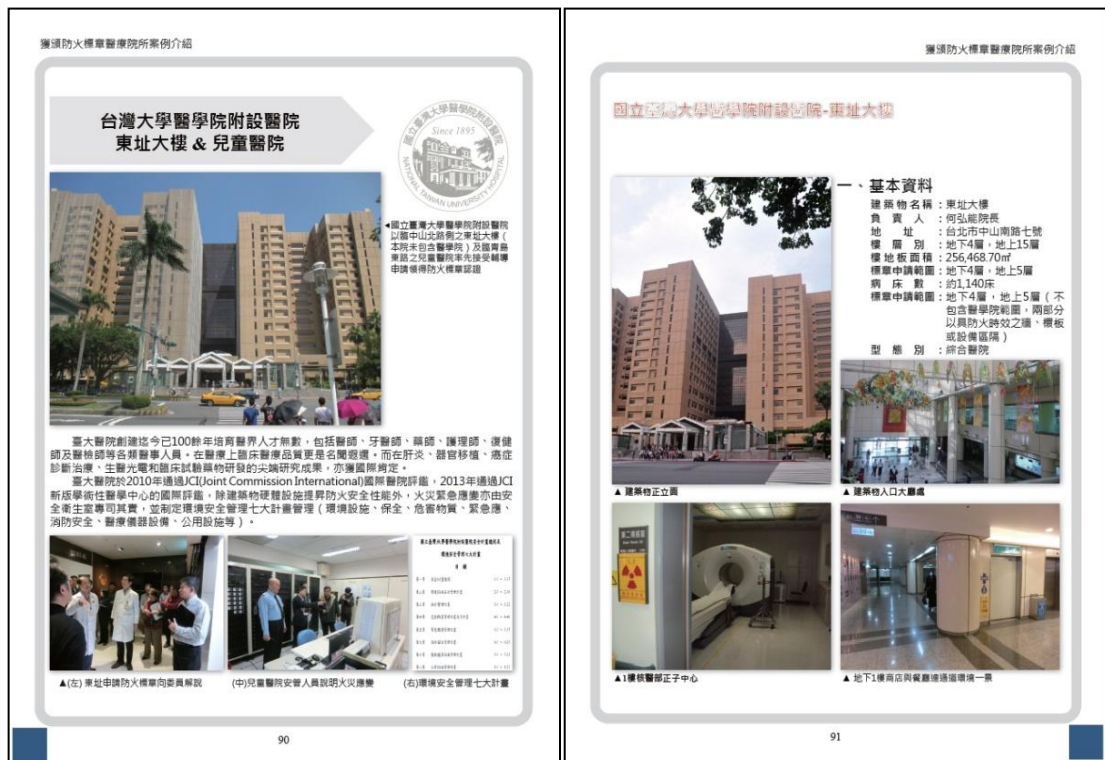 獲頒防火標章醫療院所案例介紹
台灣大學醫學院附設醫院
東址大樓 & 兒童醫院
國立臺灣大學醫學院附設醫院
Since 1895
NATIONAL TAIWAN UNIVERSITY HOSPITAL
◀國立臺灣大學醫學院附設醫院
以臨中山北路側之東址大樓（
本院未包含醫學院）及臨青島
東路之兒童醫院率先接受輔導
申請領得防火標章認證
臺大醫院創建迄今已100餘年培育醫界人才無數，包括醫師、牙醫師、藥師、護理師、復健
師及醫檢師等各類醫事人員。在醫療上臨床醫療品質更是名聞遐邇。而在肝炎、器官移植、癌症
診斷治療、生醫光電和臨床試驗藥物研發的尖端研究成果，亦獲國際肯定。
臺大醫院於2010年通過JCI(Joint Commission International)國際醫院評鑑，2013年通過JCI
新版學術性醫學中心的國際評鑑，除建築物硬體設施提昇防火安全性能外，火災緊急應變亦由安
全衛生室專司其責，並制定環境安全管理七大計畫管理（環境設施、保全、危害物質、緊急應、
消防安全、醫療儀器設備、公用設施等）。
環境安全管理七大計畫
目 錄
▲(左) 東址申請防火標章向委員解說
(中)兒童醫院安管人員說明火災應變
(右)環境安全管理七大計畫
90
獲頒防火標章醫療院所案例介紹
國立臺灣大學醫學院附設醫院-東址大樓
一、基本資料
建築物名稱：東址大樓
負責人：何弘能院長
地址：台北市中山南路七號
樓層別：地下4層，地上15層
樓地板面積：256,468.70㎡
標章申請範圍：地下4層，地上5層
病床數：約1,140床
標章申請範圍：地下4層，地上5層（不
包含醫學院範圍，兩部分
以具防火時效之牆、樓板
或設備區隔）
型態別：綜合醫院
▲ 建築物正立面
▲ 建築物入口大廳處
▲1樓核醫部正子中心
▲ 地下1樓商店與餐廳連通道環境一景
91